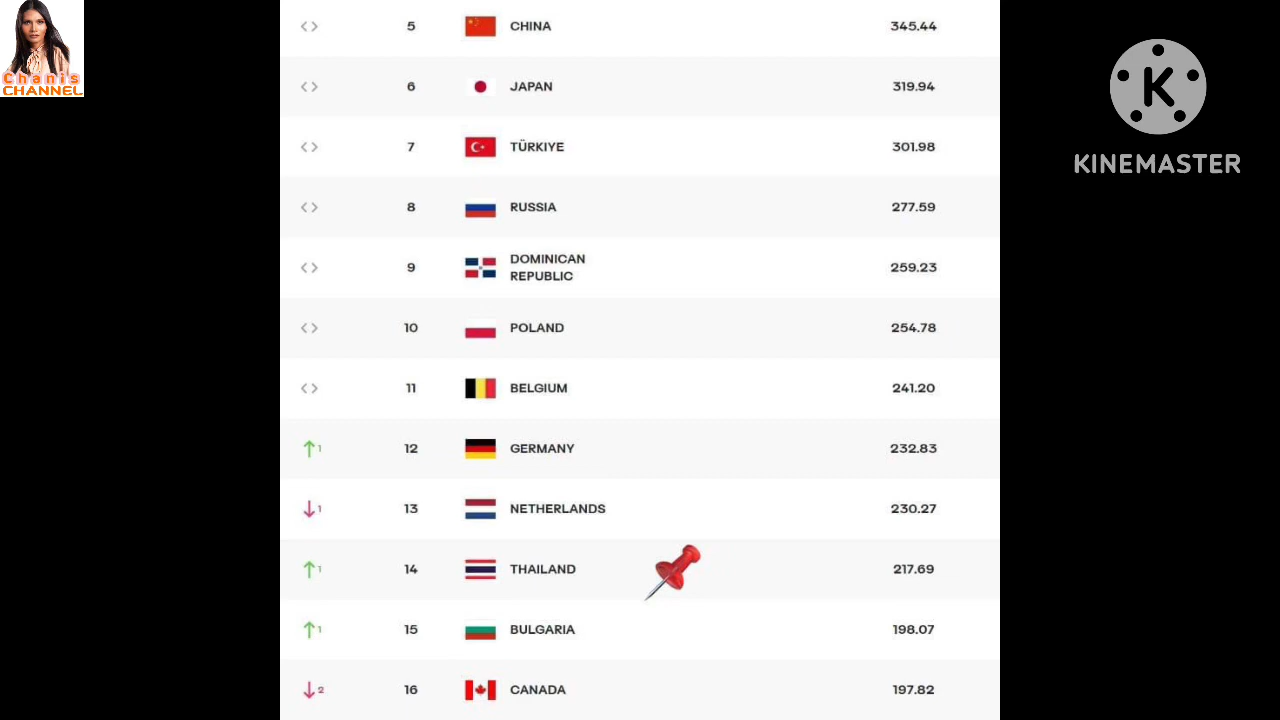 Chanis
CHANNEL
K
KINEMASTER
5 CHINA 345.44
6 JAPAN 319.94
7 TÜRKIYE 301.98
8 RUSSIA 277.59
9 DOMINICAN REPUBLIC 259.23
10 POLAND 254.78
11 BELGIUM 241.20
1 12 GERMANY 232.83
1 13 NETHERLANDS 230.27
1 14 THAILAND 217.69
1 15 BULGARIA 198.07
2 16 CANADA 197.82